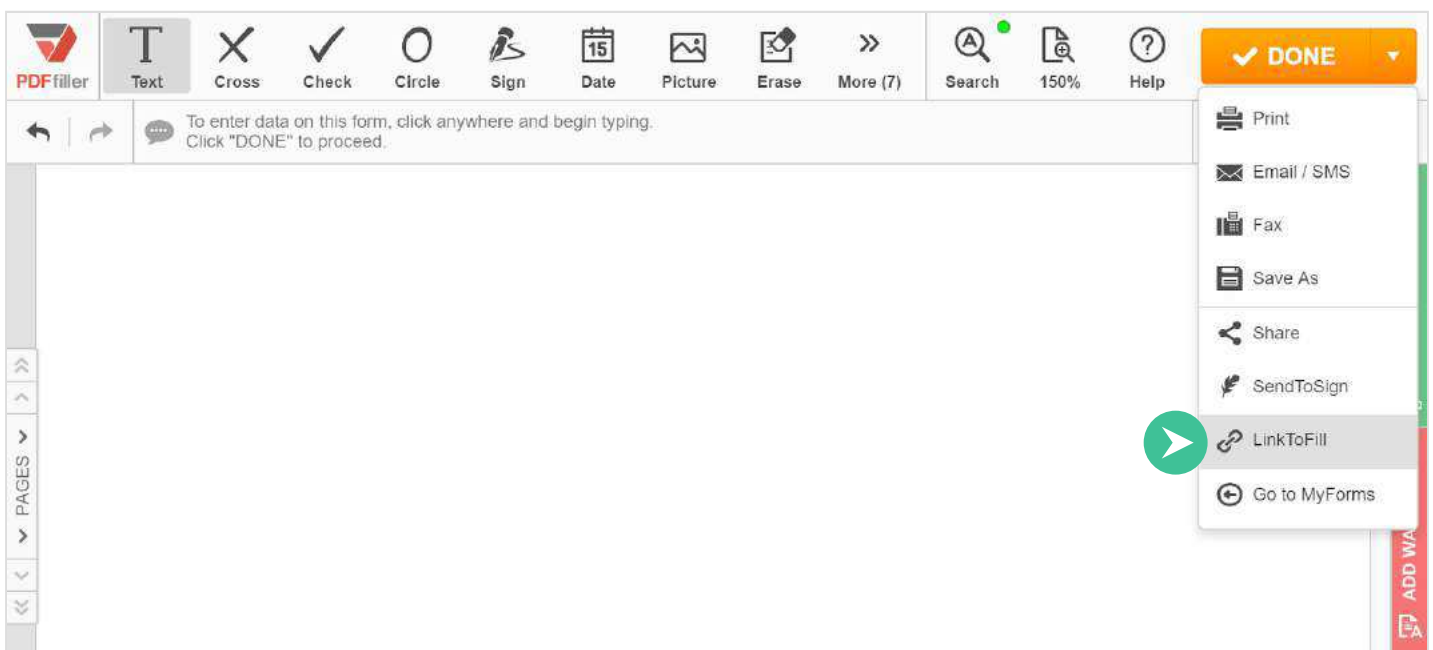 PDFfiller
T
Text
Cross
Check
Circle
Sign
15
Date
Picture
Erase
More (7)
A
Search
150%
?
Help
DONE
To enter data on this form, click anywhere and begin typing.
Click "DONE" to proceed.
Print
Email / SMS
Fax
Save As
Share
SendToSign
LinkToFill
Go to MyForms
PAGES
ADD WA